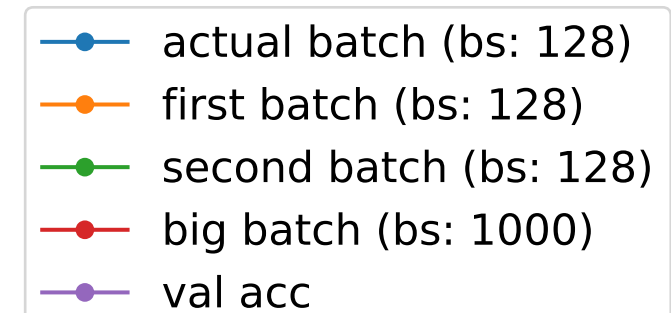 actual batch (bs: 128)
first batch (bs: 128)
second batch (bs: 128)
big batch (bs: 1000)
val acc